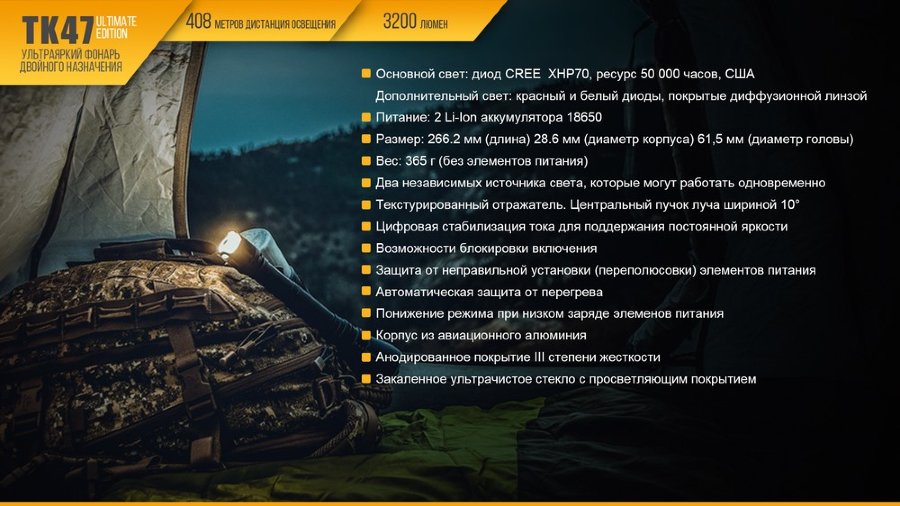 TK47 ULTIMATE EDITION
УЛЬТРАЯРКИЙ ФОНАРЬ
ДВОЙНОГО НАЗНАЧЕНИЯ
408 МЕТРОВ ДИСТАНЦИЯ ОСВЕЩЕНИЯ
3200 ЛЮМЕН
Основной свет: диод CREE XHP70, ресурс 50 000 часов, США
Дополнительный свет: красный и белый диоды, покрытые диффузионной линзой
Питание: 2 Li-Ion аккумулятора 18650
Размер: 266.2 мм (длина) 28.6 мм (диаметр корпуса) 61,5 мм (диаметр головы)
Вес: 365 г (без элементов питания)
Два независимых источника света, которые могут работать одновременно
Текстурированный отражатель. Центральный пучок луча шириной 10°
Цифровая стабилизация тока для поддержания постоянной яркости
Возможности блокировки включения
Защита от неправильной установки (переполюсовки) элементов питания
Автоматическая защита от перегрева
Понижение режима при низком заряде элеменов питания
Корпус из авиационного алюминия
Анодированное покрытие III степени жесткости
Закаленное ультрачистое стекло с просветляющим покрытием